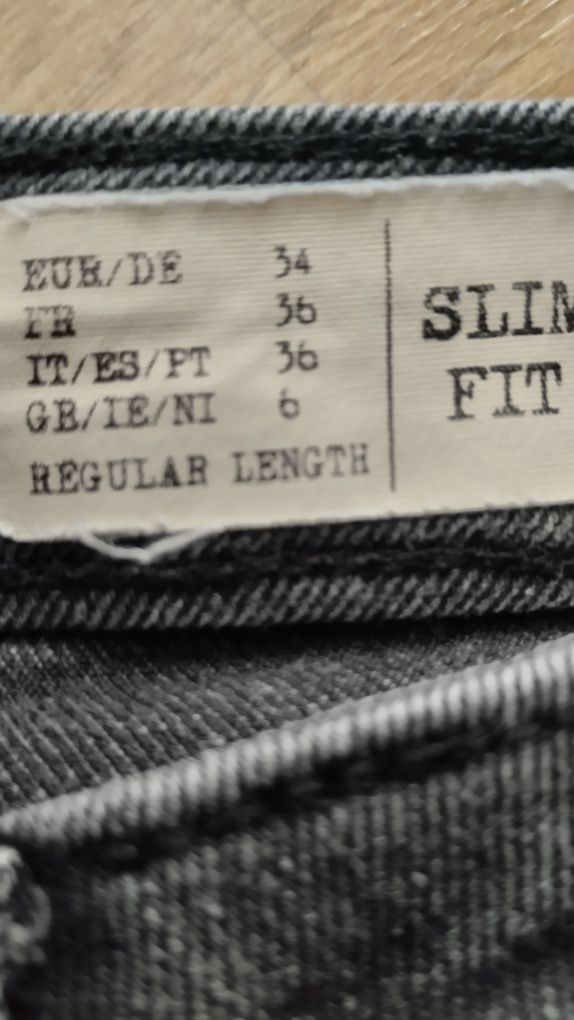 EUR/DE 34
FR 36
IT/ES/PT 36
GB/IE/NI 6
REGULAR LENGTH
SLIM
FIT